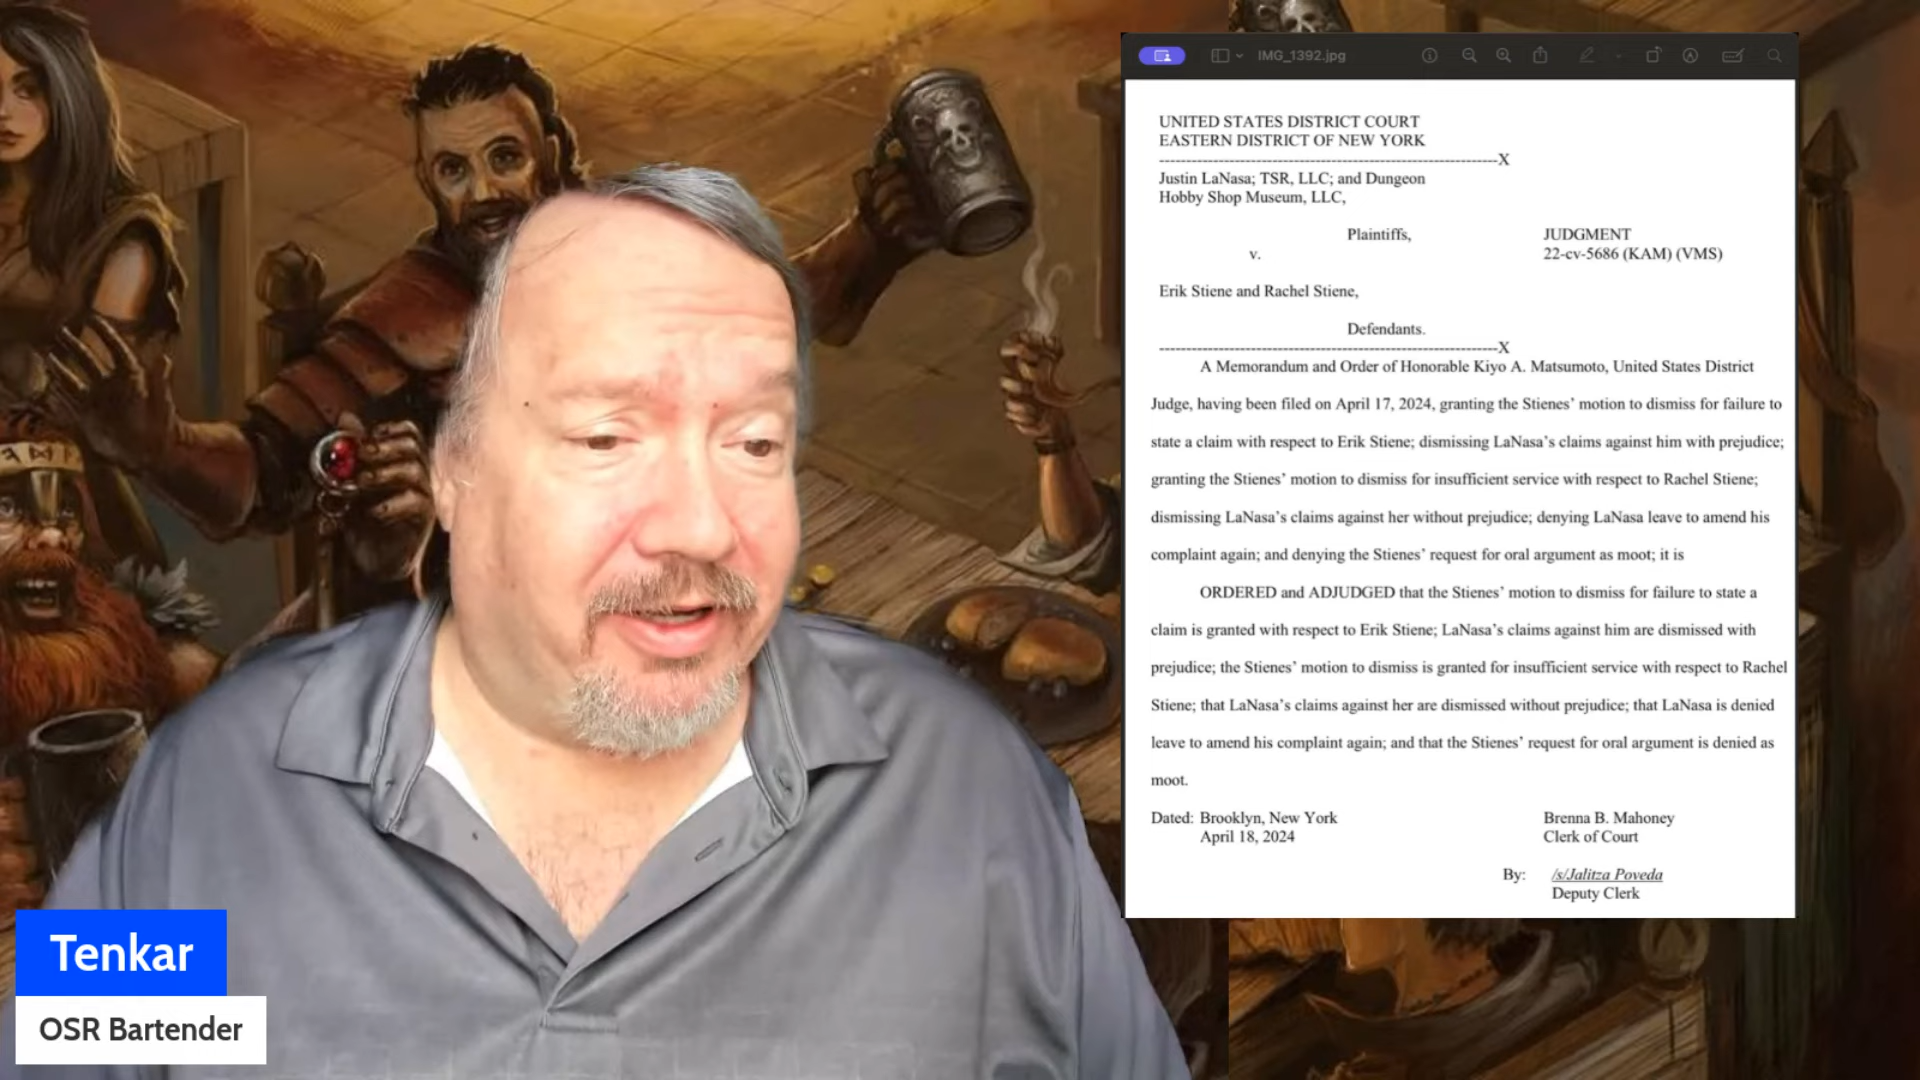 IMG_1392.jpg
UNITED STATES DISTRICT COURT
EASTERN DISTRICT OF NEW YORK
----------------------------------------------------------------------------X
Justin LaNasa; TSR, LLC; and Dungeon
Hobby Shop Museum, LLC,
Plaintiffs,
JUDGMENT
v.
22-cv-5686 (KAM) (VMS)
Erik Stiene and Rachel Stiene,
Defendants.
----------------------------------------------------------------------------X
A Memorandum and Order of Honorable Kiyo A. Matsumoto, United States District
Judge, having been filed on April 17, 2024, granting the Stienes’ motion to dismiss for failure to
state a claim with respect to Erik Stiene; dismissing LaNasa’s claims against him with prejudice;
granting the Stienes’ motion to dismiss for insufficient service with respect to Rachel Stiene;
dismissing LaNasa’s claims against her without prejudice; denying LaNasa leave to amend his
complaint again; and denying the Stienes’ request for oral argument as moot; it is
ORDERED and ADJUDGED that the Stienes’ motion to dismiss for failure to state a
claim is granted with respect to Erik Stiene; LaNasa’s claims against him are dismissed with
prejudice; the Stienes’ motion to dismiss is granted for insufficient service with respect to Rachel
Stiene; that LaNasa’s claims against her are dismissed without prejudice; that LaNasa is denied
leave to amend his complaint again; and that the Stienes’ request for oral argument is denied as
moot.
Dated: Brooklyn, New York
April 18, 2024
Brenna B. Mahoney
Clerk of Court
By: /s/Jalitza Poveda
Deputy Clerk
Tenkar
OSR Bartender